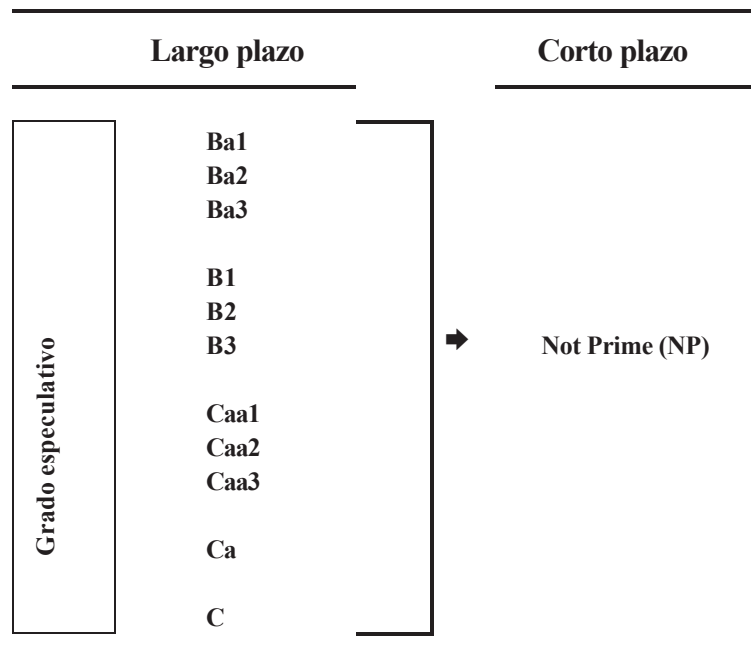 Largo plazo Corto plazo
Ba1
Ba2
Ba3
B1
B2
B3
Not Prime (NP)
Caa1
Caa2
Caa3
Ca
C
Grado especulativo